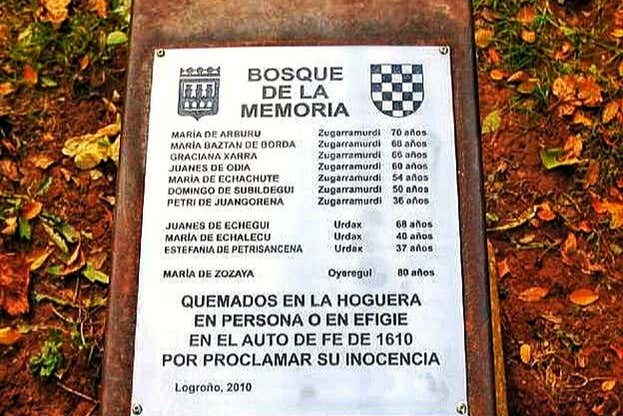 BOSQUE
DE LA
MEMORIA
MARÍA DE ARBURU Zugarramurdi 70 años
MARÍA BAZTAN DE BORDA Zugarramurdi 68 años
GRACIANA XARRA Zugarramurdi 66 años
JUANES DE ODIA Zugarramurdi 60 años
MARÍA DE ECHACHUTE Zugarramurdi 54 años
DOMINGO DE SUBILDEGUI Zugarramurdi 50 años
PETRI DE JUANGORENA Zugarramurdi 36 años
JUANES DE ECHEGUI Urdax 68 años
MARÍA DE ECHALECU Urdax 40 años
ESTEFANIA DE PETRISANCENA Urdax 37 años
MARÍA DE ZOZAYA Oyeregui 80 años
QUEMADOS EN LA HOGUERA
EN PERSONA O EN EFIGIE
EN EL AUTO DE FE DE 1610
POR PROCLAMAR SU INOCENCIA
Logroño, 2010